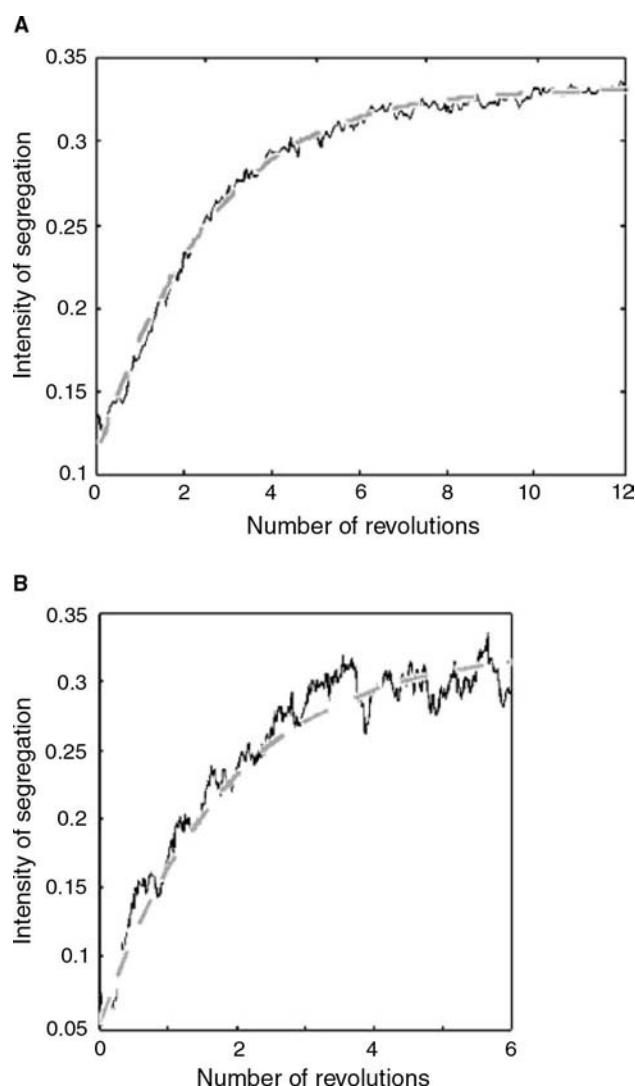 A
0.35
0.3
0.25
0.2
0.15
0.1
0 2 4 6 8 10 12
Intensity of segregation
Number of revolutions
B
0.35
0.3
0.25
0.2
0.15
0.1
0.05
0 2 4 6
Intensity of segregation
Number of revolutions